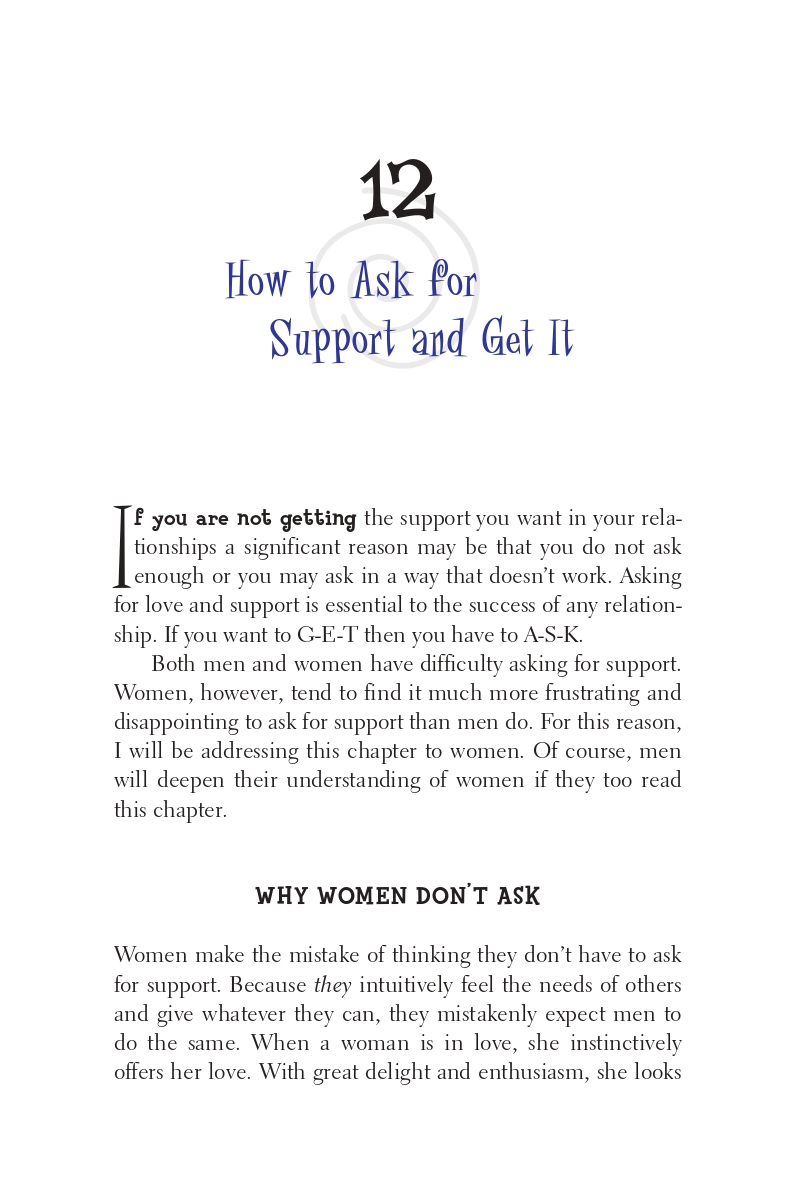 12
How to Ask for
Support and Get It
If you are not getting the support you want in your rela-
tionships a significant reason may be that you do not ask
enough or you may ask in a way that doesn’t work. Asking
for love and support is essential to the success of any relation-
ship. If you want to G-E-T then you have to A-S-K.
Both men and women have difficulty asking for support.
Women, however, tend to find it much more frustrating and
disappointing to ask for support than men do. For this reason,
I will be addressing this chapter to women. Of course, men
will deepen their understanding of women if they too read
this chapter.
WHY WOMEN DON’T ASK
Women make the mistake of thinking they don’t have to ask
for support. Because they intuitively feel the needs of others
and give whatever they can, they mistakenly expect men to
do the same. When a woman is in love, she instinctively
offers her love. With great delight and enthusiasm, she looks